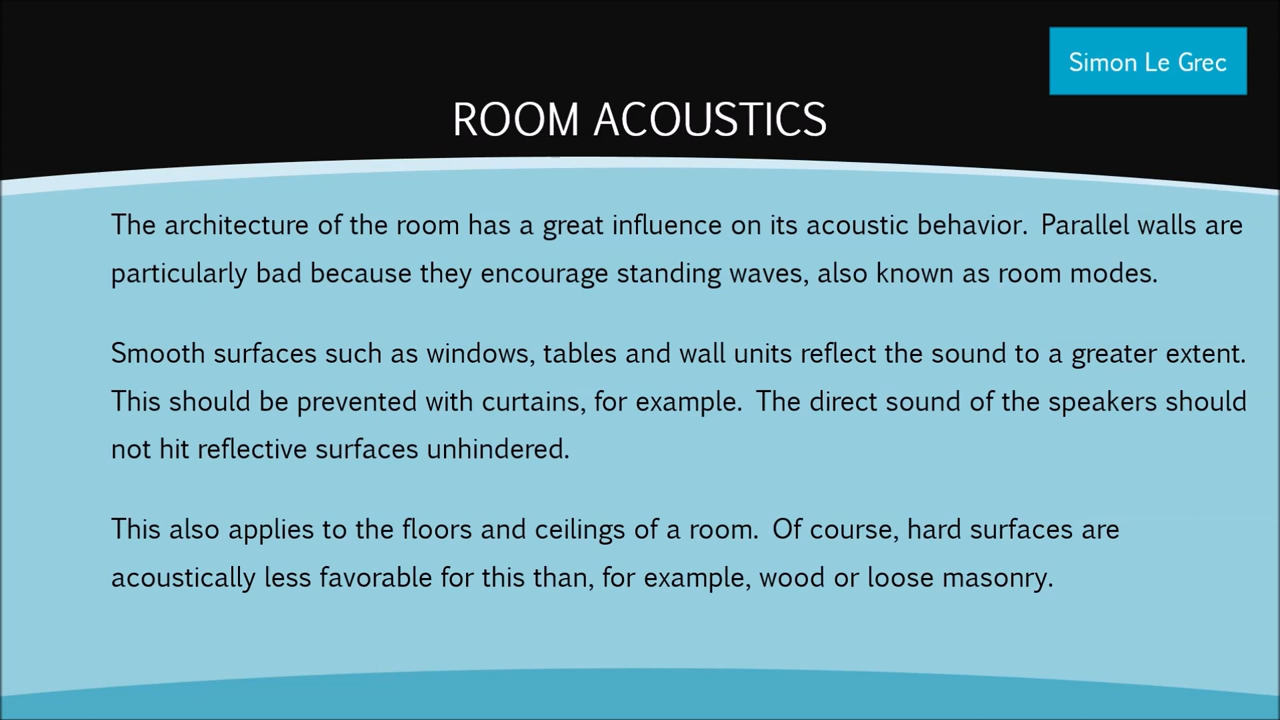 Simon Le Grec
ROOM ACOUSTICS
The architecture of the room has a great influence on its acoustic behavior. Parallel walls are
particularly bad because they encourage standing waves, also known as room modes.
Smooth surfaces such as windows, tables and wall units reflect the sound to a greater extent.
This should be prevented with curtains, for example. The direct sound of the speakers should
not hit reflective surfaces unhindered.
This also applies to the floors and ceilings of a room. Of course, hard surfaces are
acoustically less favorable for this than, for example, wood or loose masonry.